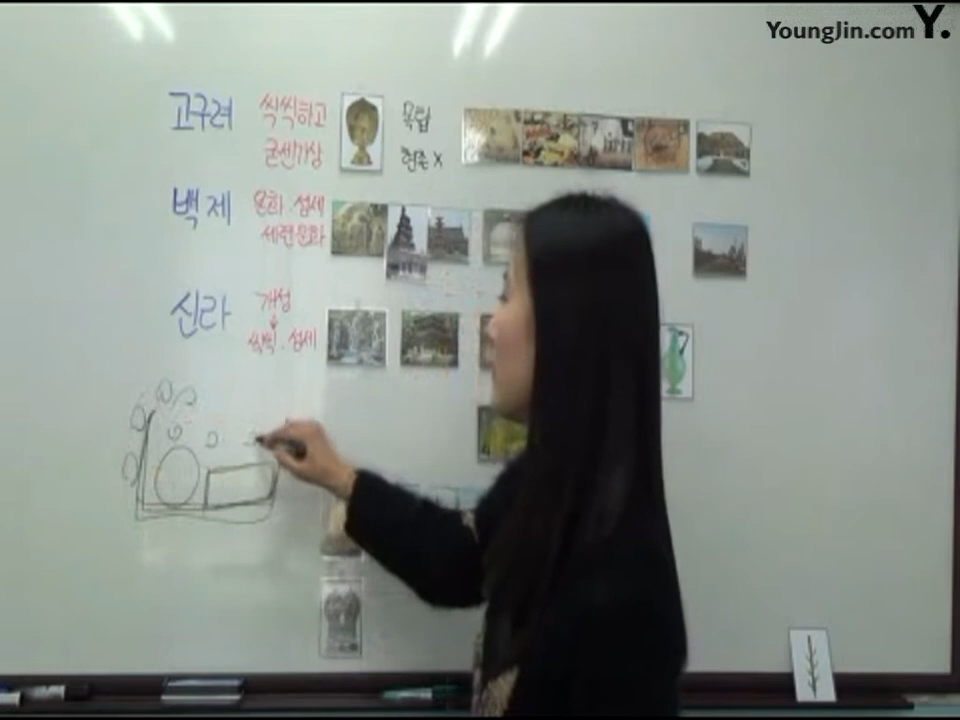 YoungJin.com Y.
고구려
씩씩하고
굳센기상
목탑
현존 X
백제
온화.섬세
세련문화
신라
개성
씩씩.섬세